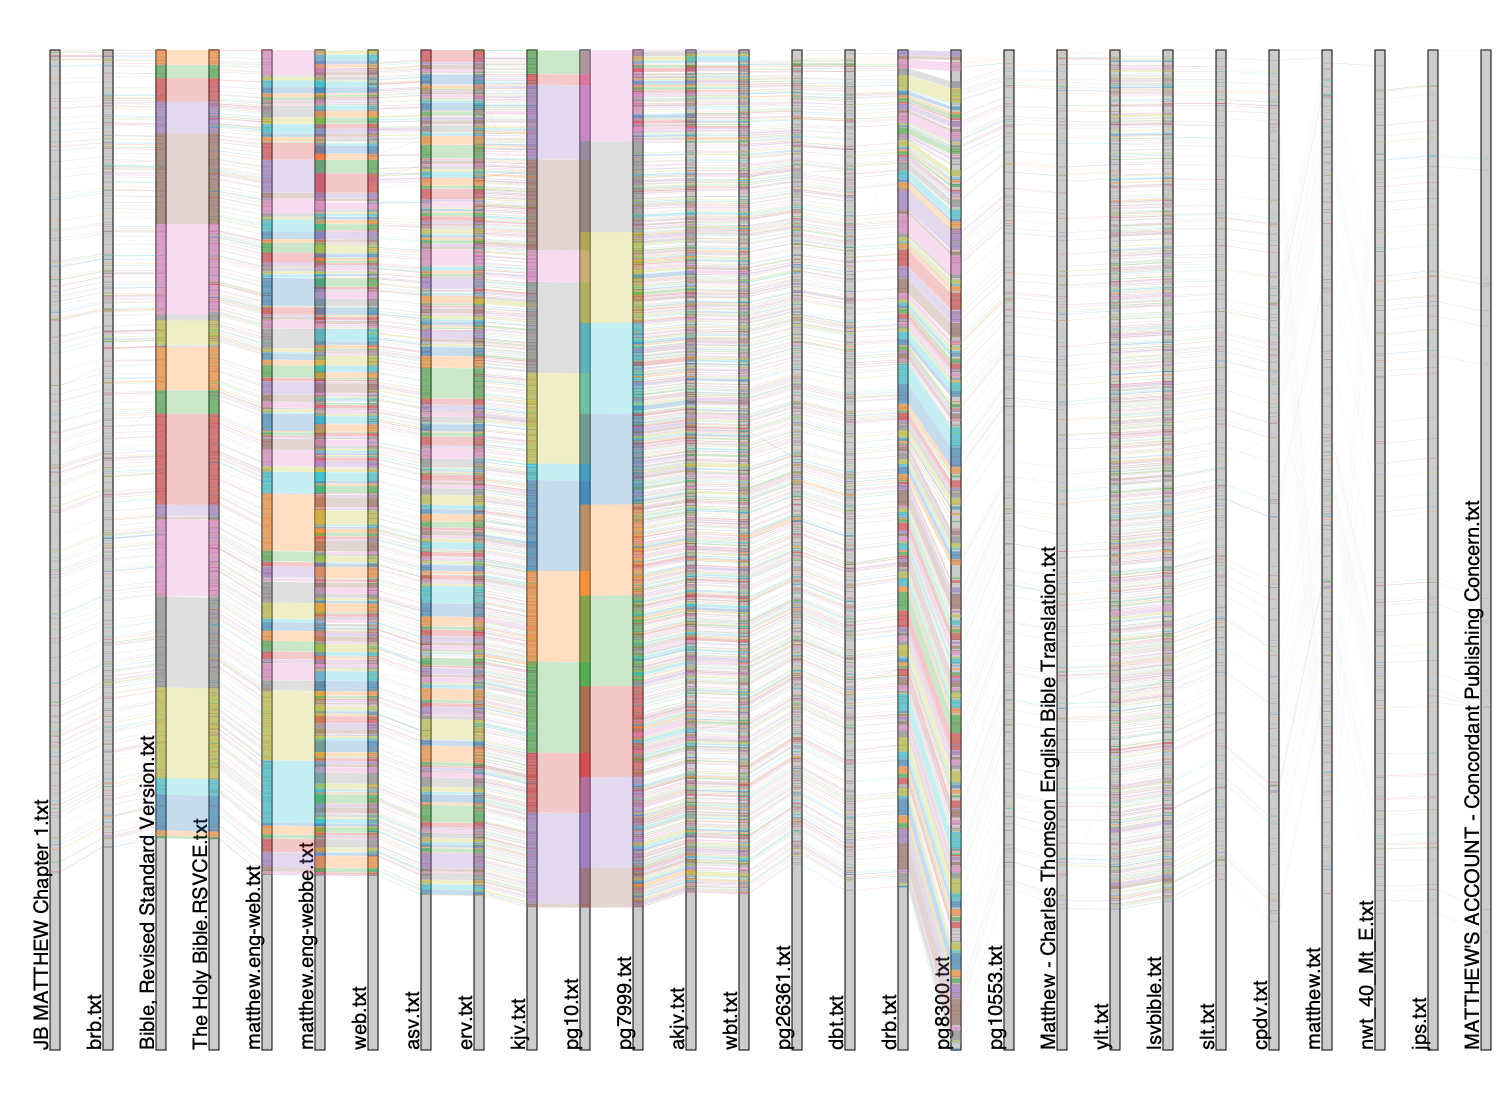 JB MATTHEW Chapter 1.txt
brb.txt
Bible, Revised Standard Version.txt
The Holy Bible.RSVCE.txt
matthew.eng-web.txt
matthew.eng-webbe.txt
web.txt
asv.txt
erv.txt
kjv.txt
pg10.txt
pg7999.txt
akjv.txt
wbt.txt
pg26361.txt
dbt.txt
drb.txt
pg8300.txt
pg10553.txt
Matthew - Charles Thomson English Bible Translation.txt
ylt.txt
lsvbible.txt
slt.txt
cpdv.txt
matthew.txt
nwt_40_Mt_E.txt
jps.txt
MATTHEW'S ACCOUNT - Concordant Publishing Concern.txt